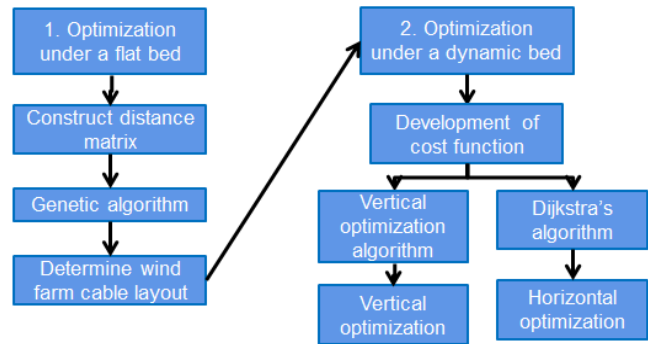 1. Optimization
under a flat bed
Construct distance
matrix
Genetic algorithm
Determine wind
farm cable layout
2. Optimization
under a dynamic bed
Development of
cost function
Vertical
optimization
algorithm
Vertical
optimization
Dijkstra's
algorithm
Horizontal
optimization